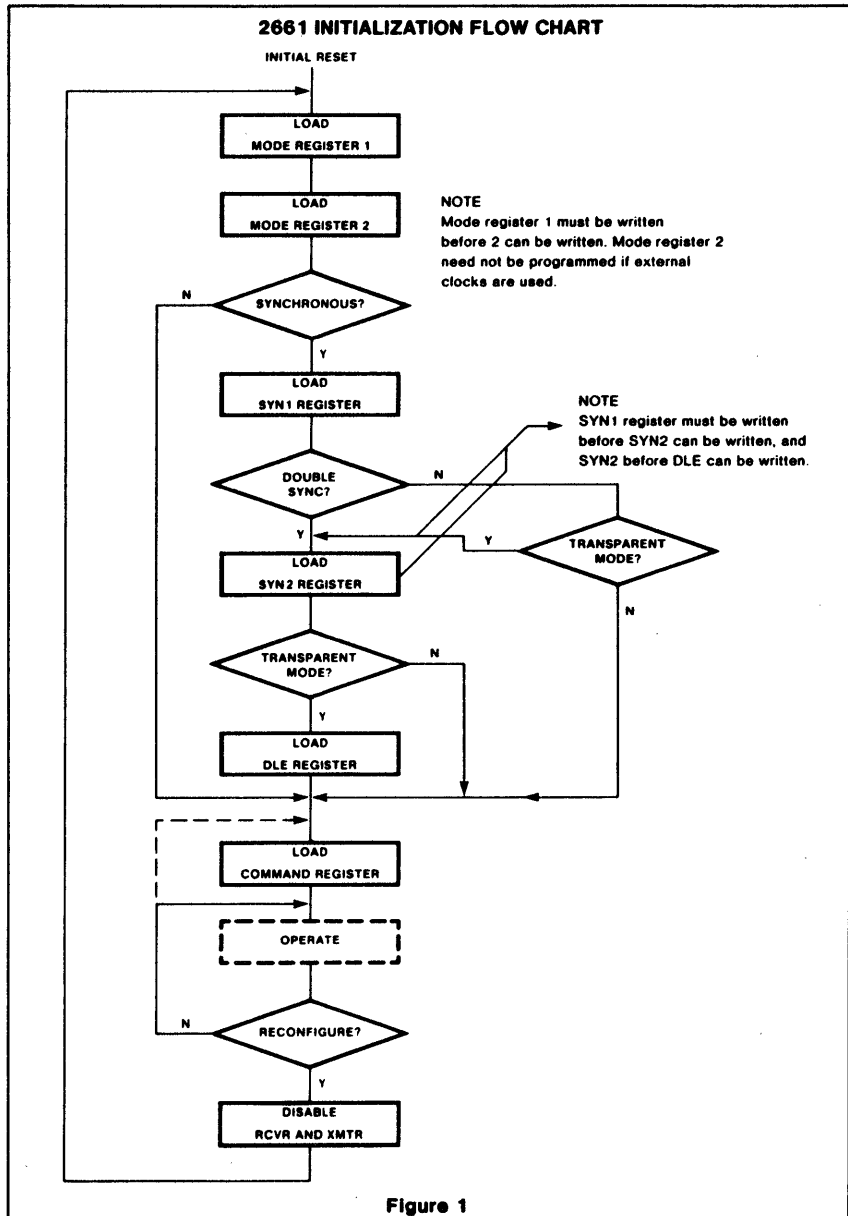 2661 INITIALIZATION FLOW CHART
INITIAL RESET
LOAD
MODE REGISTER 1
LOAD
MODE REGISTER 2
NOTE
Mode register 1 must be written
before 2 can be written. Mode register 2
need not be programmed if external
clocks are used.
N
SYNCHRONOUS?
Y
LOAD
SYN1 REGISTER
NOTE
SYN1 register must be written
before SYN2 can be written, and
SYN2 before DLE can be written.
DOUBLE
SYNC?
N
Y
Y
TRANSPARENT
MODE?
N
LOAD
SYN2 REGISTER
TRANSPARENT
MODE?
N
Y
LOAD
DLE REGISTER
LOAD
COMMAND REGISTER
OPERATE
N
RECONFIGURE?
Y
DISABLE
RCVR AND XMTR
Figure 1